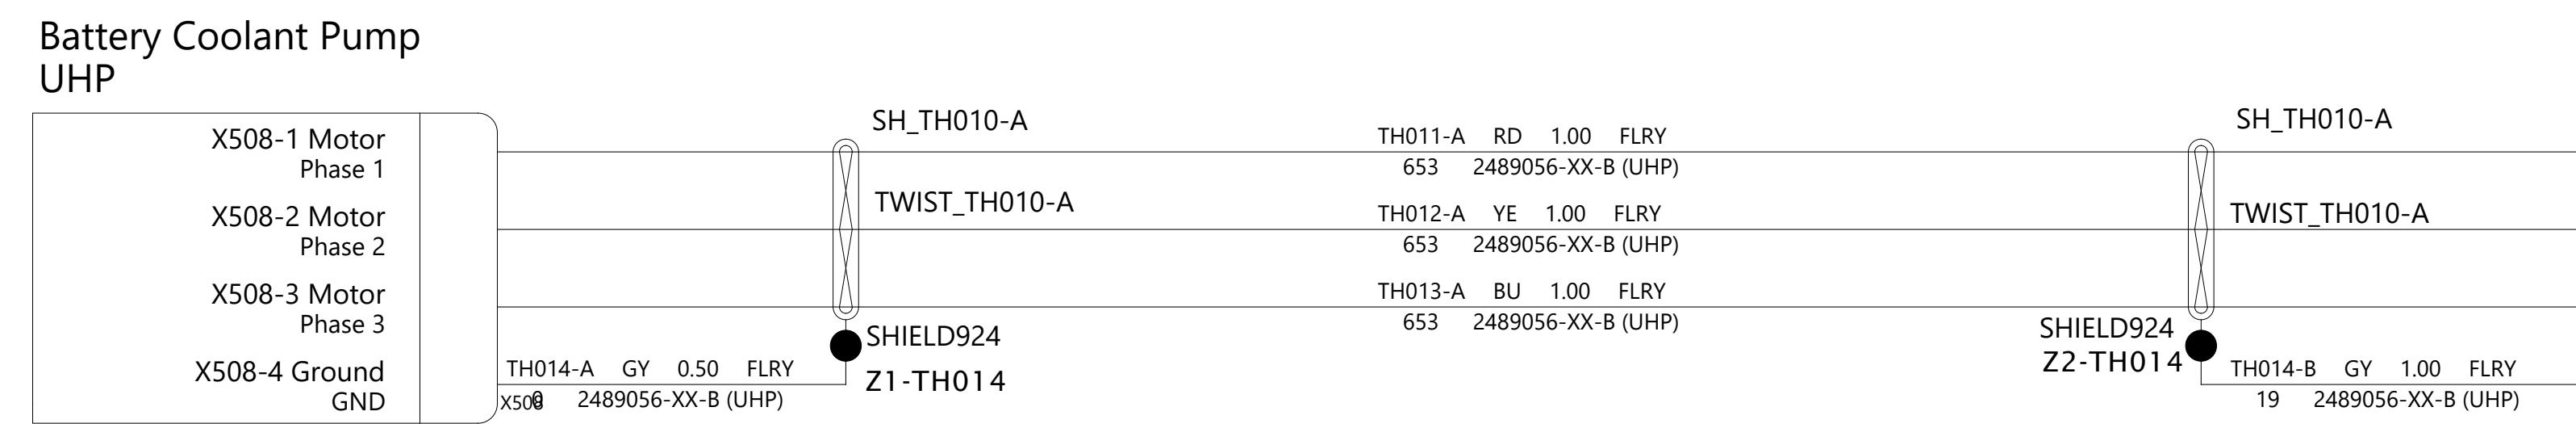 Battery Coolant Pump
UHP
X508-1 Motor
Phase 1
X508-2 Motor
Phase 2
X508-3 Motor
Phase 3
X508-4 Ground
GND
X508
TH014-A GY 0.50 FLRY
0 2489056-XX-B (UHP)
SH_TH010-A
TWIST_TH010-A
SHIELD924
Z1-TH014
TH011-A RD 1.00 FLRY
653 2489056-XX-B (UHP)
TH012-A YE 1.00 FLRY
653 2489056-XX-B (UHP)
TH013-A BU 1.00 FLRY
653 2489056-XX-B (UHP)
SH_TH010-A
TWIST_TH010-A
SHIELD924
Z2-TH014
TH014-B GY 1.00 FLRY
19 2489056-XX-B (UHP)